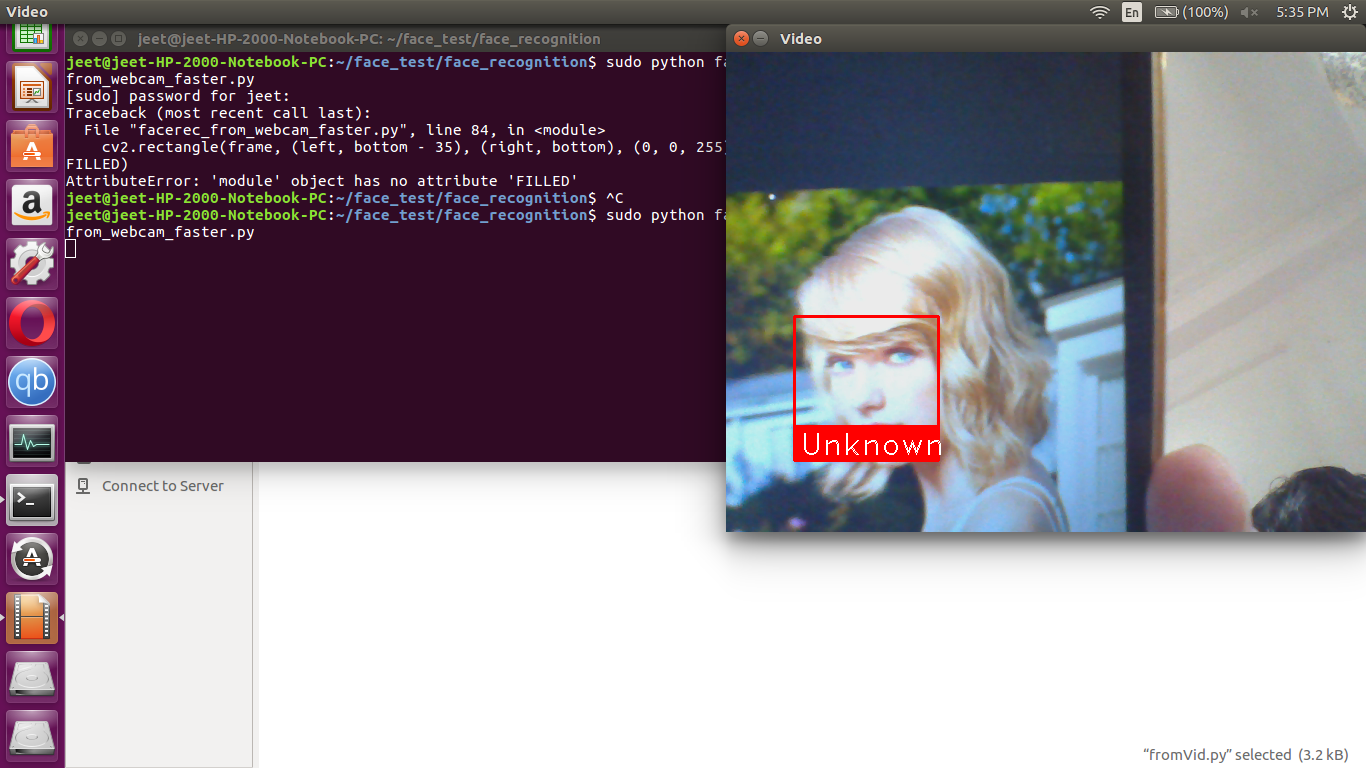 Video
En
(100%)
5:35 PM
jeet@jeet-HP-2000-Notebook-PC: ~/face_test/face_recognition
jeet@jeet-HP-2000-Notebook-PC:~/face_test/face_recognition$ sudo python fa
from_webcam_faster.py
[sudo] password for jeet:
Traceback (most recent call last):
File "facerec_from_webcam_faster.py", line 84, in <module>
cv2.rectangle(frame, (left, bottom - 35), (right, bottom), (0, 0, 255)
FILLED)
AttributeError: 'module' object has no attribute 'FILLED'
jeet@jeet-HP-2000-Notebook-PC:~/face_test/face_recognition$ ^C
jeet@jeet-HP-2000-Notebook-PC:~/face_test/face_recognition$ sudo python fa
from_webcam_faster.py
Video
Unknown
a
qb
>_
Connect to Server
“fromVid.py” selected (3.2 kB)